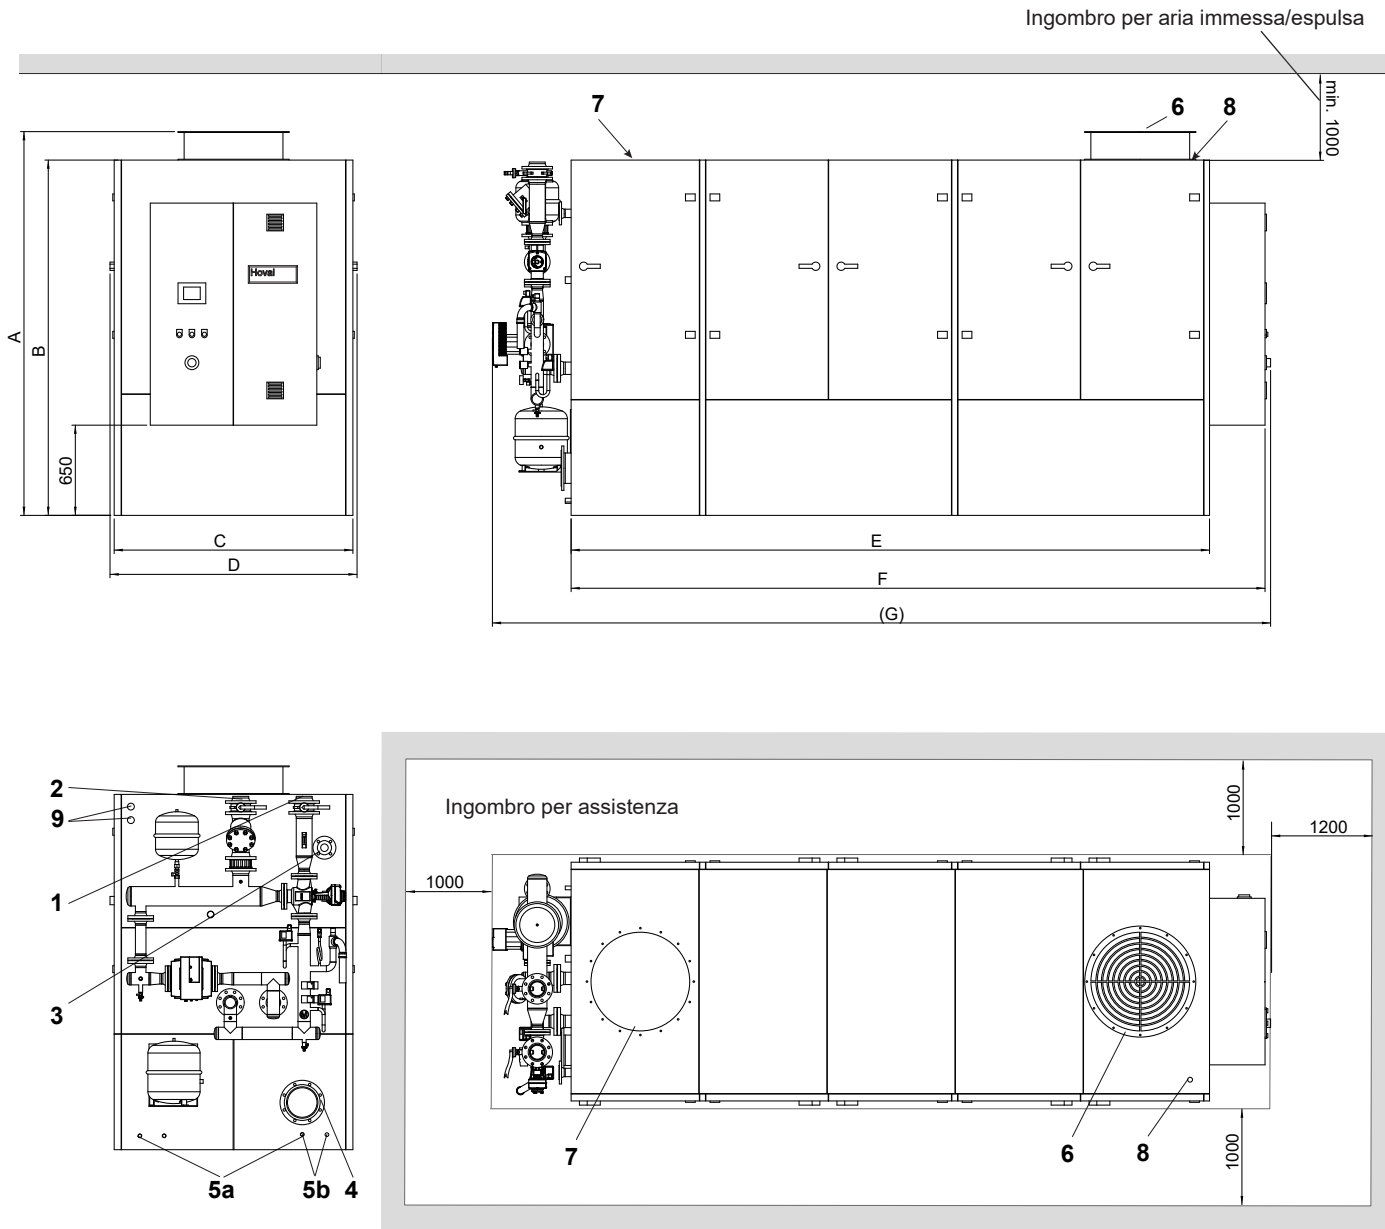 Ingombro per aria immessa/espulsa
7
6
8
min. 1000
Hoval
A
B
650
C
D
E
F
(G)
2
9
1
3
5a
5b
4
Ingombro per assistenza
1000
1200
1000
7
6
8
1000